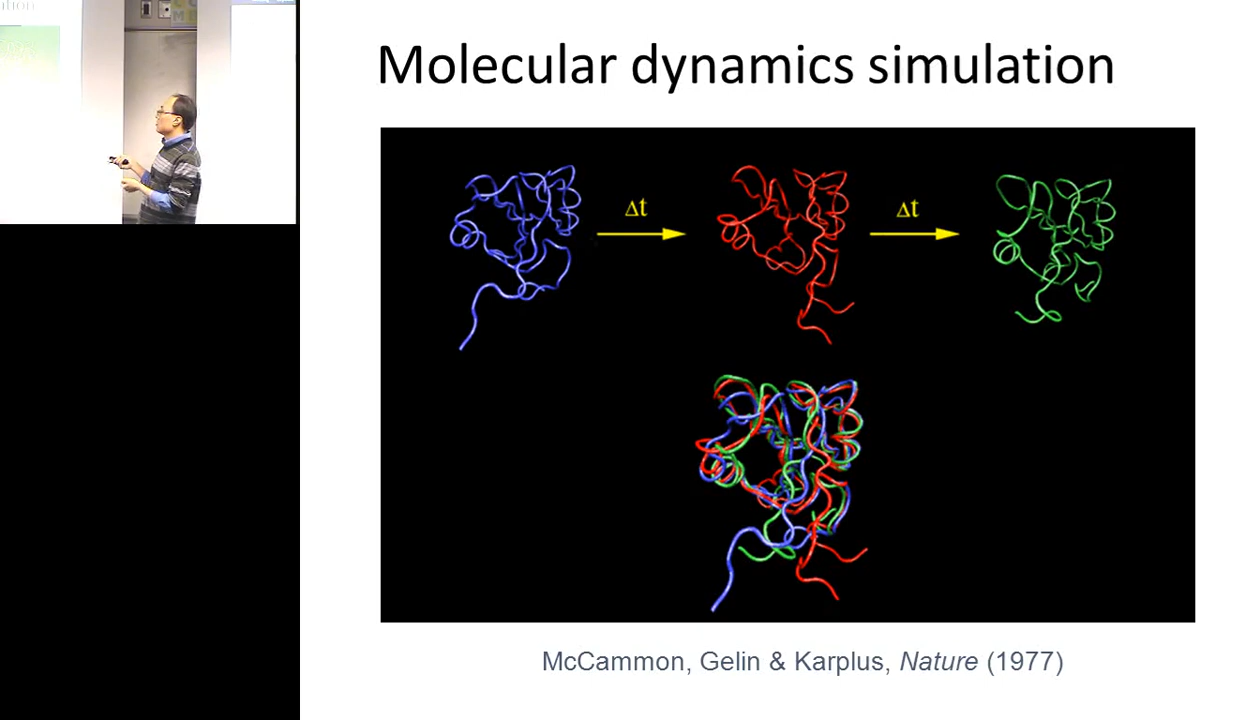 Molecular dynamics simulation
Δt
Δt
McCammon, Gelin & Karplus, Nature (1977)